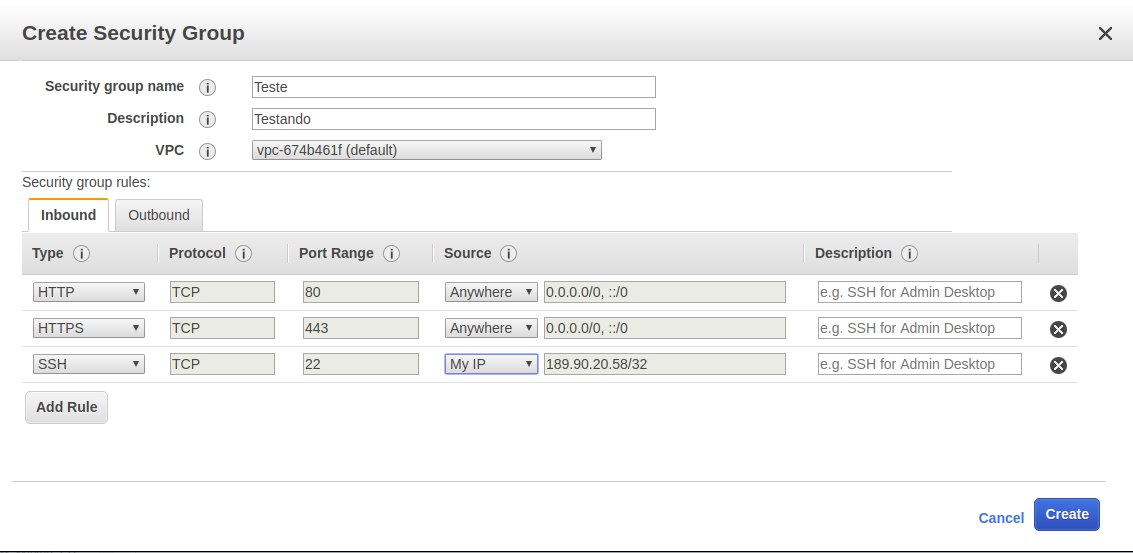 Create Security Group
Security group name Teste
Description Testando
VPC vpc-674b461f (default)
Security group rules:
Inbound Outbound
Type Protocol Port Range Source Description
HTTP TCP 80 Anywhere 0.0.0.0/0, ::/0 e.g. SSH for Admin Desktop
HTTPS TCP 443 Anywhere 0.0.0.0/0, ::/0 e.g. SSH for Admin Desktop
SSH TCP 22 My IP 189.90.20.58/32 e.g. SSH for Admin Desktop
Add Rule
Cancel Create